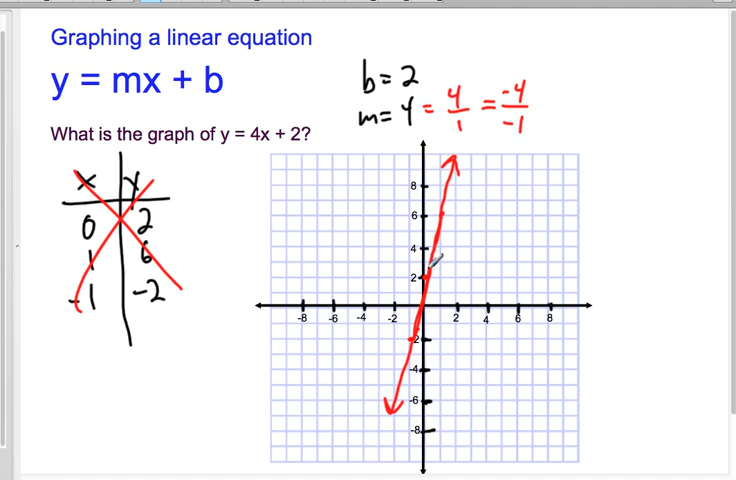 Graphing a linear equation
y = mx + b
b = 2
m = 4 = 4/1 = -4/-1
What is the graph of y = 4x + 2?
x y
0 2
1 6
-1 -2
8
6
4
2
-8 -6 -4 -2 2 4 6 8
-2
-4
-6
-8